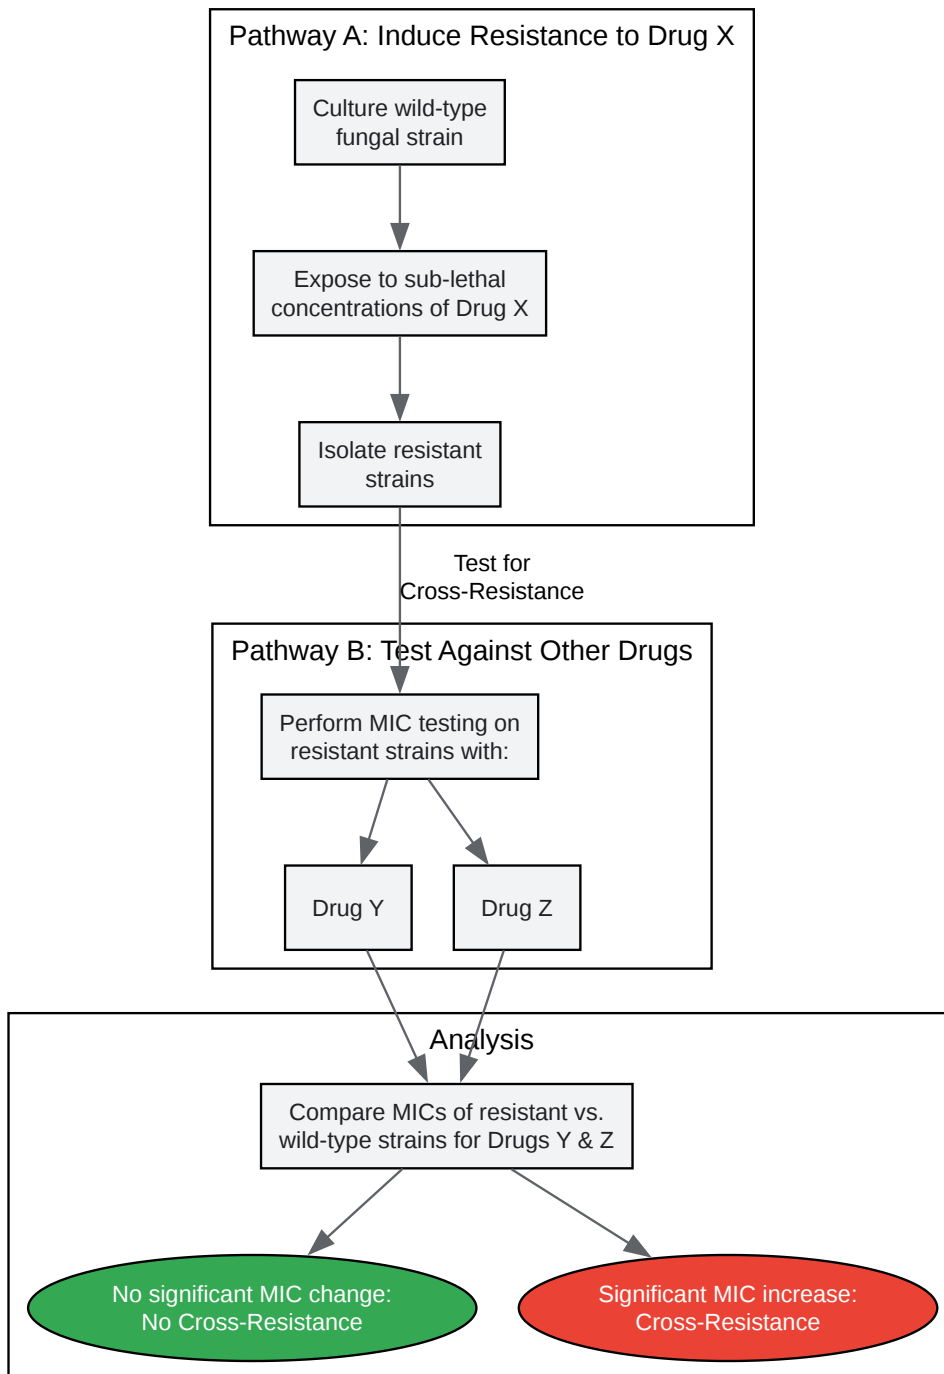 Pathway A: Induce Resistance to Drug X
Culture wild-type
fungal strain
Expose to sub-lethal
concentrations of Drug X
Isolate resistant
strains
Test for
Cross-Resistance
Pathway B: Test Against Other Drugs
Perform MIC testing on
resistant strains with:
Drug Y
Drug Z
Analysis
Compare MICs of resistant vs.
wild-type strains for Drugs Y & Z
No significant MIC change:
No Cross-Resistance
Significant MIC increase:
Cross-Resistance